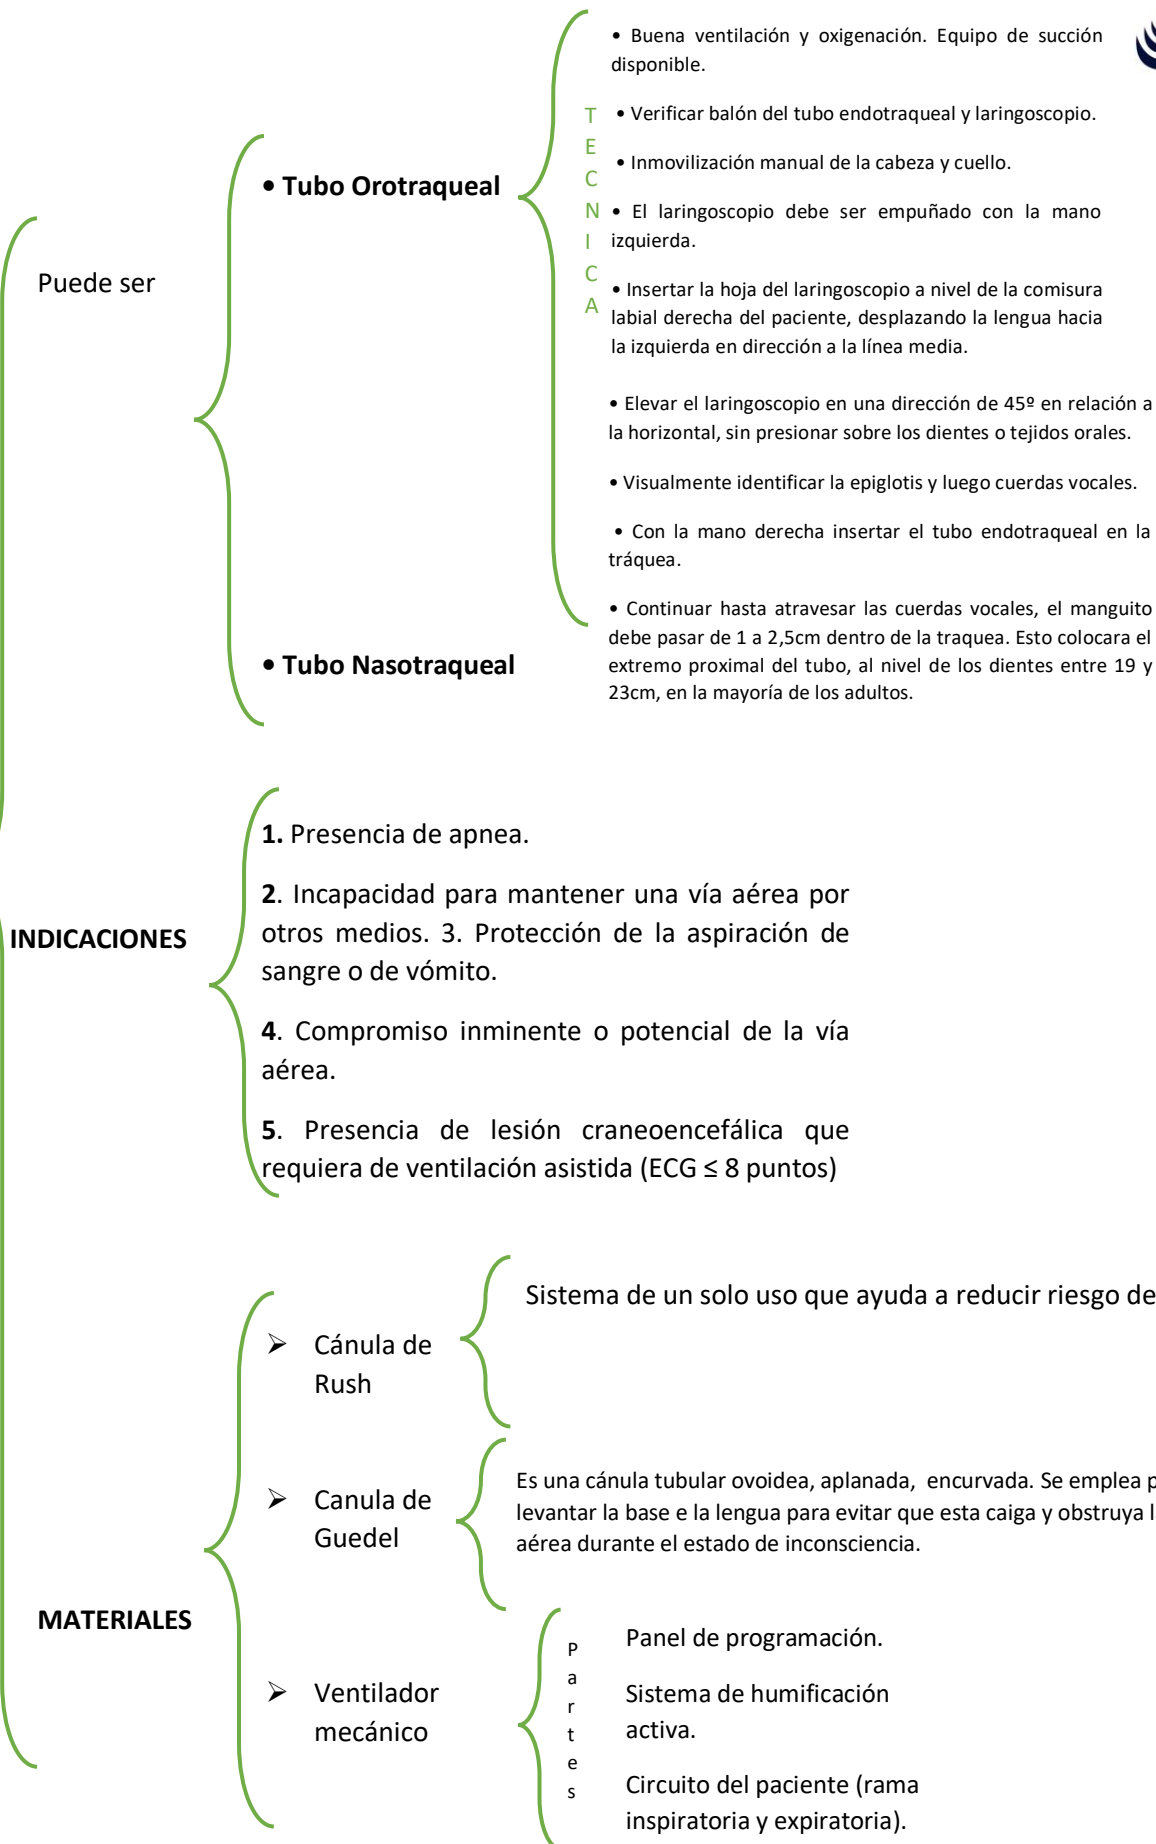 Puede ser
• Tubo Orotraqueal
T
E
C
N
I
C
A
• Buena ventilación y oxigenación. Equipo de succión
disponible.
• Verificar balón del tubo endotraqueal y laringoscopio.
• Inmovilización manual de la cabeza y cuello.
• El laringoscopio debe ser empuñado con la mano
izquierda.
• Insertar la hoja del laringoscopio a nivel de la comisura
labial derecha del paciente, desplazando la lengua hacia
la izquierda en dirección a la línea media.
• Elevar el laringoscopio en una dirección de 45º en relación a
la horizontal, sin presionar sobre los dientes o tejidos orales.
• Visualmente identificar la epiglotis y luego cuerdas vocales.
• Con la mano derecha insertar el tubo endotraqueal en la
tráquea.
• Continuar hasta atravesar las cuerdas vocales, el manguito
debe pasar de 1 a 2,5cm dentro de la traquea. Esto colocara el
extremo proximal del tubo, al nivel de los dientes entre 19 y
23cm, en la mayoría de los adultos.
• Tubo Nasotraqueal
INDICACIONES
1. Presencia de apnea.
2. Incapacidad para mantener una vía aérea por
otros medios. 3. Protección de la aspiración de
sangre o de vómito.
4. Compromiso inminente o potencial de la vía
aérea.
5. Presencia de lesión craneoencefálica que
requiera de ventilación asistida (ECG ≤ 8 puntos)
MATERIALES
➢ Cánula de
Rush
Sistema de un solo uso que ayuda a reducir riesgo de
➢ Canula de
Guedel
Es una cánula tubular ovoidea, aplanada, encurvada. Se emplea
levantar la base e la lengua para evitar que esta caiga y obstruya
aérea durante el estado de inconsciencia.
➢ Ventilador
mecánico
P
a
r
t
e
s
Panel de programación.
Sistema de humificación
activa.
Circuito del paciente (rama
inspiratoria y expiratoria).